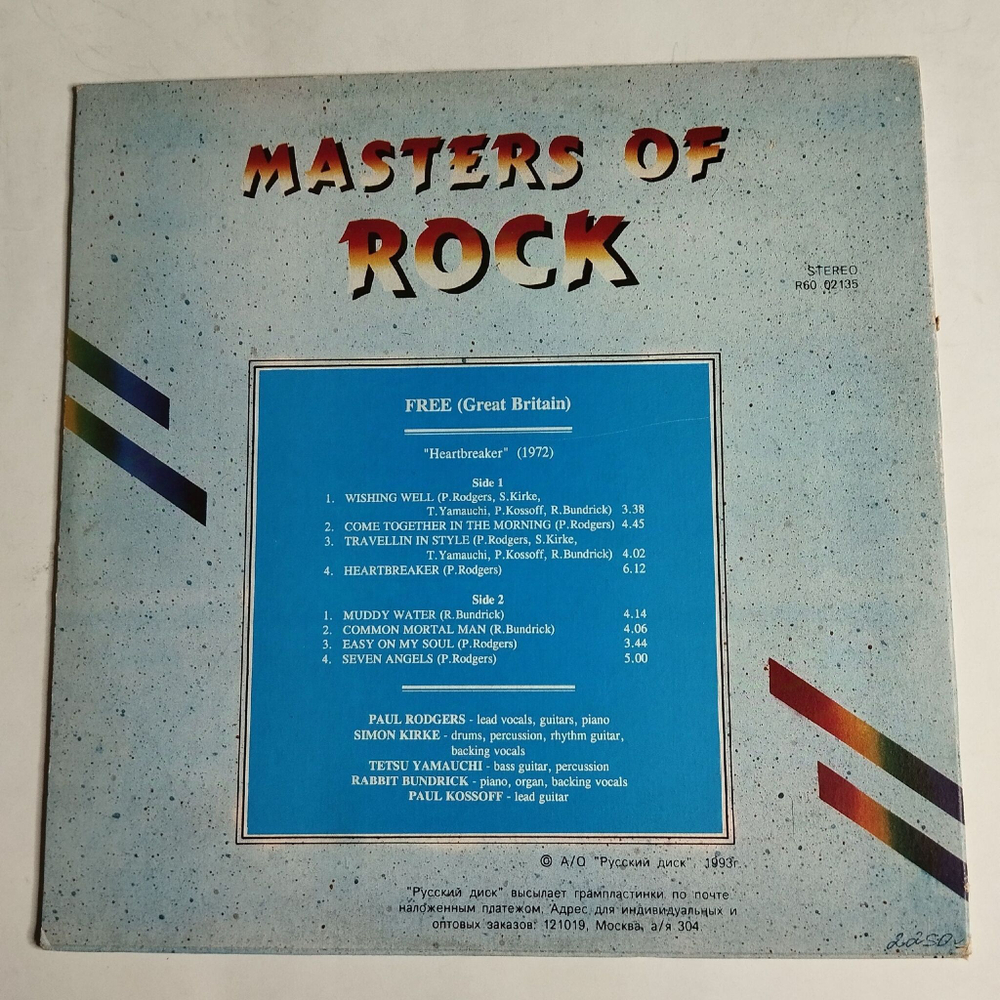 MASTERS OF
ROCK
STEREO
R60 02135
FREE (Great Britain)
"Heartbreaker" (1972)
Side 1
1. WISHING WELL (P.Rodgers, S.Kirke,
T.Yamauchi, P.Kossoff, R.Bundrick) 3.38
2. COME TOGETHER IN THE MORNING (P.Rodgers) 4.45
3. TRAVELLIN IN STYLE (P.Rodgers, S.Kirke,
T.Yamauchi, P.Kossoff, R.Bundrick) 4.02
4. HEARTBREAKER (P.Rodgers) 6.12
Side 2
1. MUDDY WATER (R.Bundrick) 4.14
2. COMMON MORTAL MAN (R.Bundrick) 4.06
3. EASY ON MY SOUL (P.Rodgers) 3.44
4. SEVEN ANGELS (P.Rodgers) 5.00
PAUL RODGERS - lead vocals, guitars, piano
SIMON KIRKE - drums, percussion, rhythm guitar,
backing vocals
TETSU YAMAUCHI - bass guitar, percussion
RABBIT BUNDRICK - piano, organ, backing vocals
PAUL KOSSOFF - lead guitar
© А/О "Русский диск", 1993г.
"Русский диск" высылает грампластинки по почте
наложенным платежом. Адрес для индивидуальных и
оптовых заказов: 121019, Москва, а/я 304.